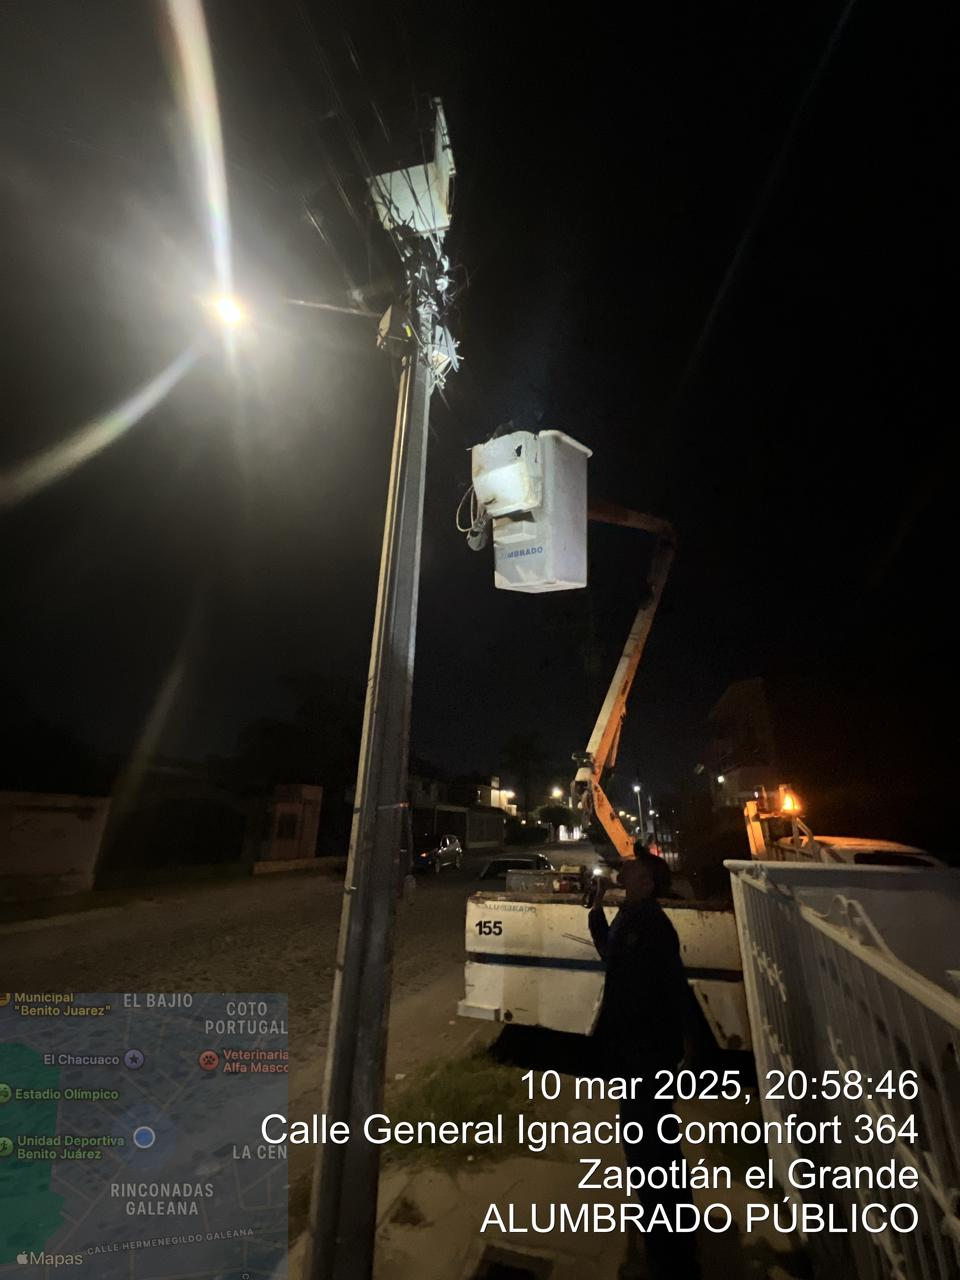 MBRADO
ALUMBRADO
155
Municipal
"Benito Juarez"
EL BAJIO
COTO
PORTUGAL
El Chacuaco
Veterinaria
Alfa Masco
Estadio Olímpico
Unidad Deportiva
Benito Juárez
LA CEN
RINCONADAS
GALEANA
CALLE HERMENEGILDO GALEANA
Mapas
10 mar 2025, 20:58:46
Calle General Ignacio Comonfort 364
Zapotlán el Grande
ALUMBRADO PÚBLICO